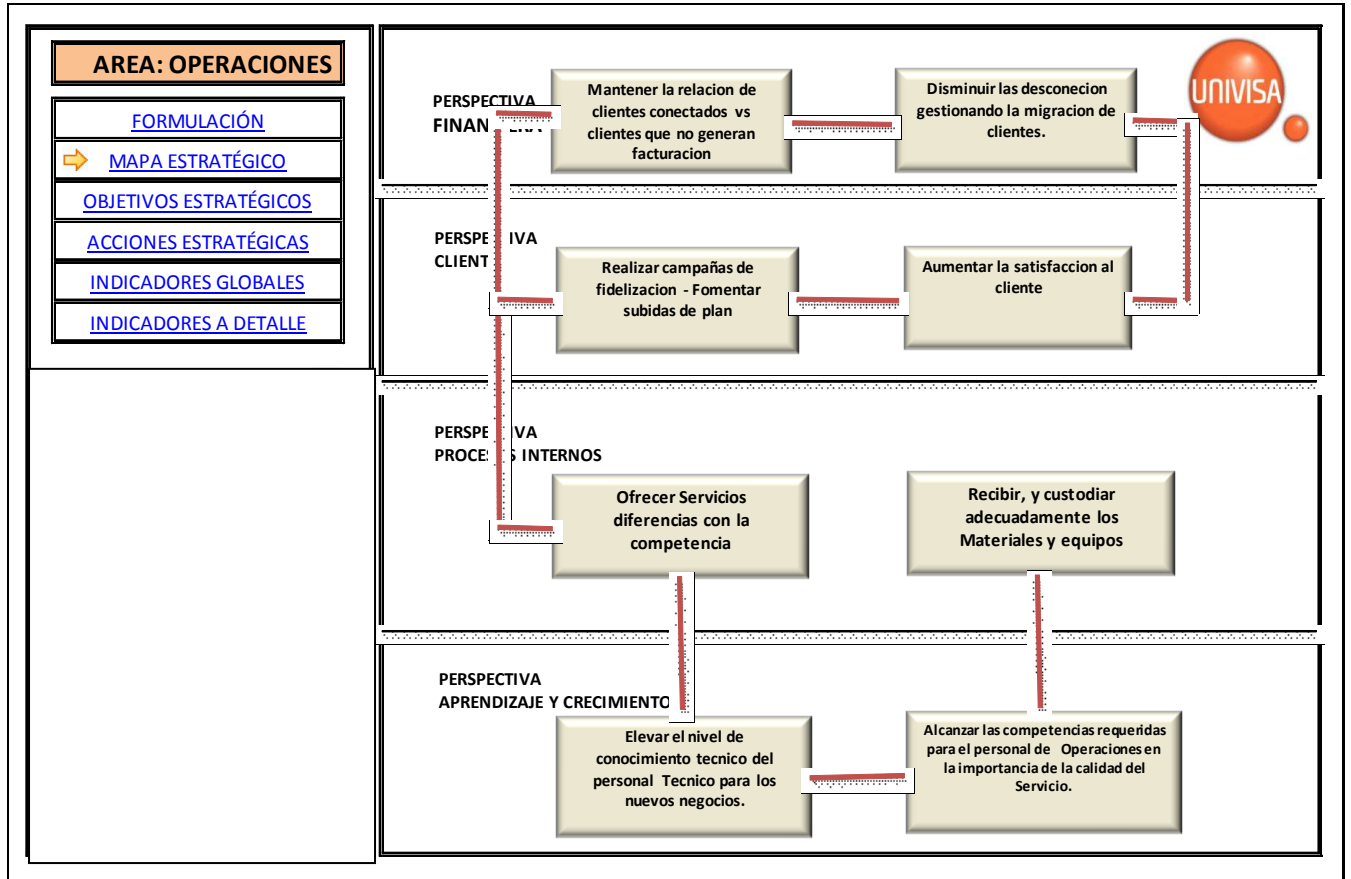 AREA: OPERACIONES
FORMULACIÓN
MAPA ESTRATÉGICO
OBJETIVOS ESTRATÉGICOS
ACCIONES ESTRATÉGICAS
INDICADORES GLOBALES
INDICADORES A DETALLE
PERSPECTIVA
Mantener la relacion de
clientes conectados vs
clientes que no generan
facturacion
Disminuir las desconecion
gestionando la migracion de
clientes.
UNIVISA
Realizar campañas de
fidelizacion - Fomentar
subidas de plan
Aumentar la satisfaccion al
cliente
INTERNOS
Ofrecer Servicios
diferencias con la
competencia
Recibir, y custodiar
adecuadamente los
Materiales y equipos
PERSPECTIVA
APRENDIZAJE Y CRECIMIENTO
Elevar el nivel de
conocimiento tecnico del
personal Tecnico para los
nuevos negocios.
Alcanzar las competencias requeridas
para el personal de Operaciones en
la importancia de la calidad del
Servicio.